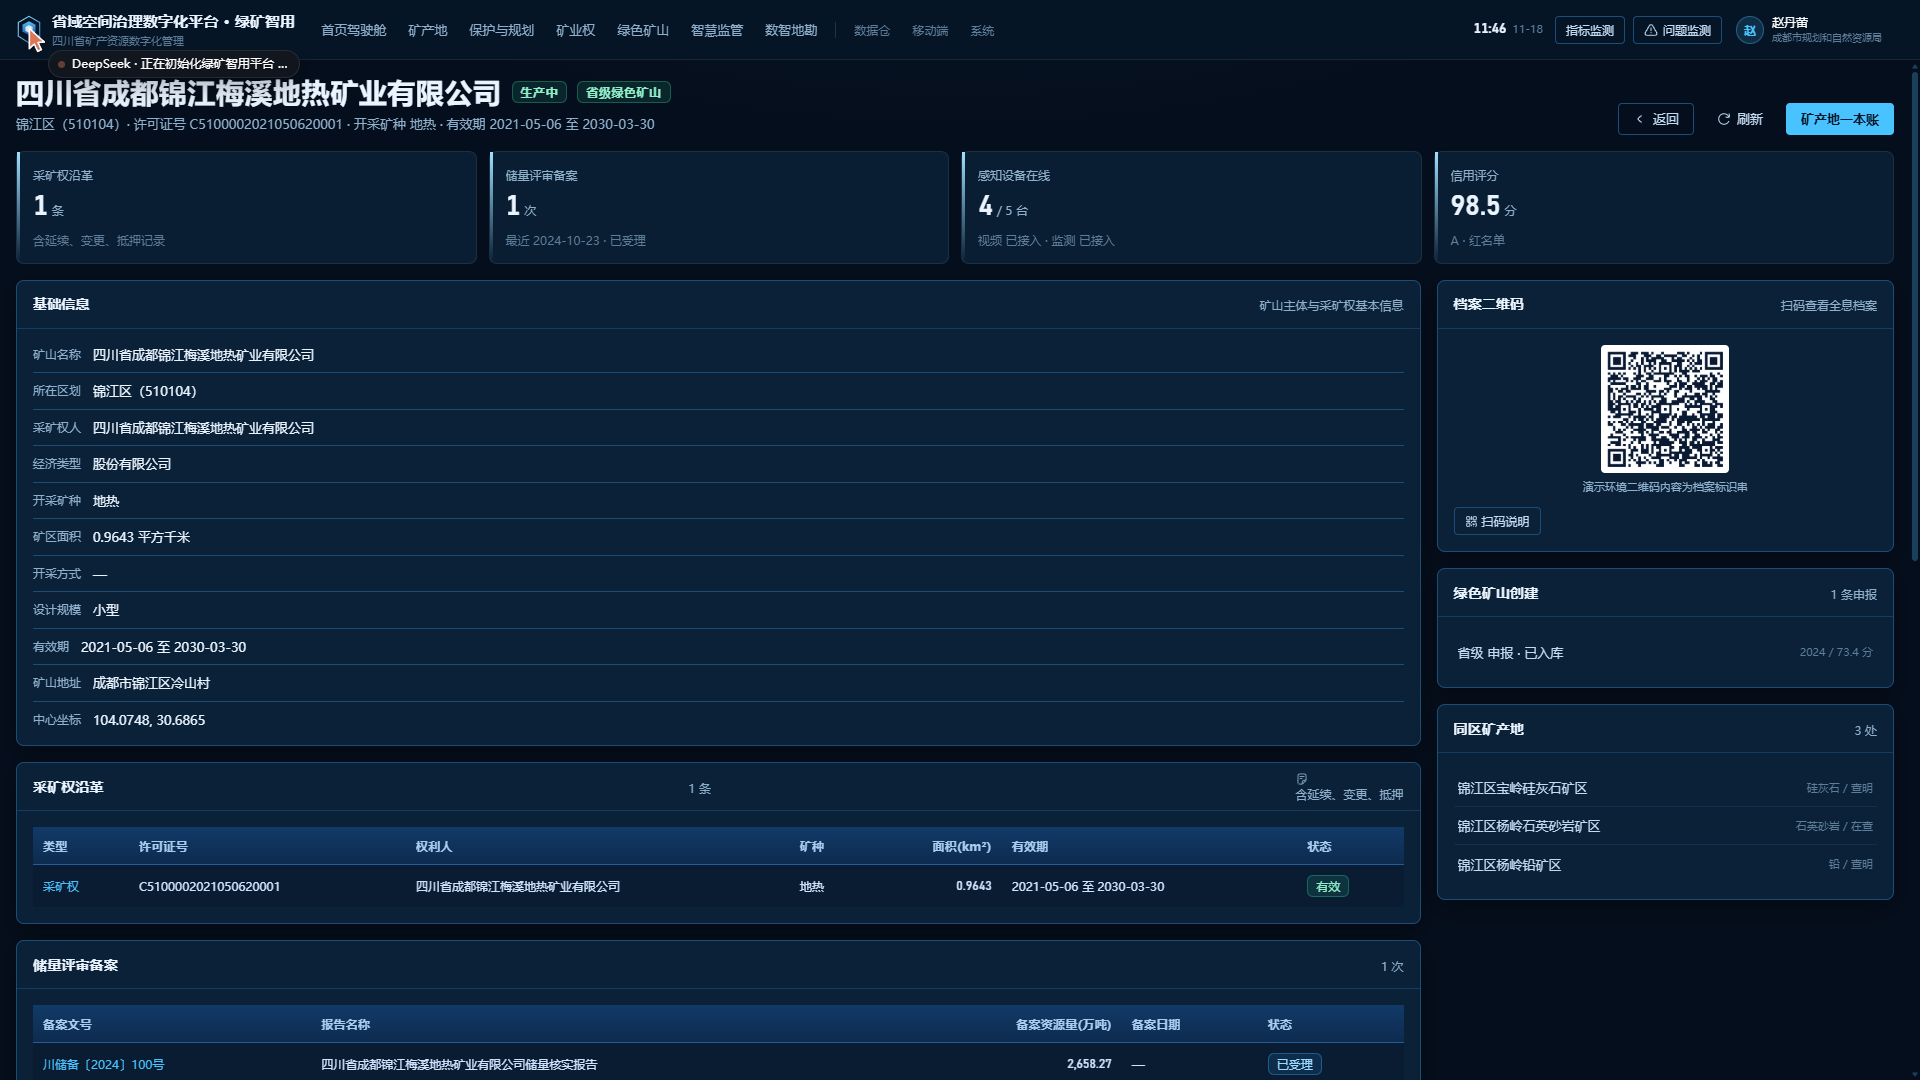 省域空间治理数字化平台 • 绿矿智用
四川省矿产资源数字化管理
首页驾驶舱
矿产地
保护与规划
矿业权
绿色矿山
智慧监管
数智地勘
数据仓
移动端
系统
11:46 11-18
指标监测
问题监测
赵
赵丹苗
成都市规划和自然资源局
DeepSeek · 正在初始化绿矿智用平台 ...
四川省成都锦江梅溪地热矿业有限公司
生产中
省级绿色矿山
锦江区（510104）· 许可证号 C5100002021050620001 · 开采矿种 地热 · 有效期 2021-05-06 至 2030-03-30
返回
刷新
矿产地一本账
采矿权沿革
1 条
含延续、变更、抵押记录
储量评审备案
1 次
最近 2024-10-23 · 已受理
感知设备在线
4 / 5 台
视频 已接入 · 监测 已接入
信用评分
98.5 分
A · 红名单
基础信息
矿山主体与采矿权基本信息
矿山名称 四川省成都锦江梅溪地热矿业有限公司
所在区划 锦江区（510104）
采矿权人 四川省成都锦江梅溪地热矿业有限公司
经济类型 股份有限公司
开采矿种 地热
矿区面积 0.9643 平方千米
开采方式 —
设计规模 小型
有效期 2021-05-06 至 2030-03-30
矿山地址 成都市锦江区冷山村
中心坐标 104.0748, 30.6865
档案二维码
扫码查看全息档案
演示环境二维码内容为档案标识串
扫码说明
绿色矿山创建
1 条申报
省级 申报 · 已入库
2024 / 73.4 分
同区矿产地
3 处
锦江区宝岭硅灰石矿区
硅灰石 / 查明
锦江区杨岭石英砂岩矿区
石英砂岩 / 在查
锦江区杨岭铅矿区
铅 / 查明
采矿权沿革
1 条
含延续、变更、抵押
类型 许可证号 权利人 矿种 面积(km²) 有效期 状态
采矿权 C5100002021050620001 四川省成都锦江梅溪地热矿业有限公司 地热 0.9643 2021-05-06 至 2030-03-30 有效
储量评审备案
1 次
备案文号 报告名称 备案资源量(万吨) 备案日期 状态
川储备〔2024〕100号 四川省成都锦江梅溪地热矿业有限公司储量核实报告 2,658.27 — 已受理